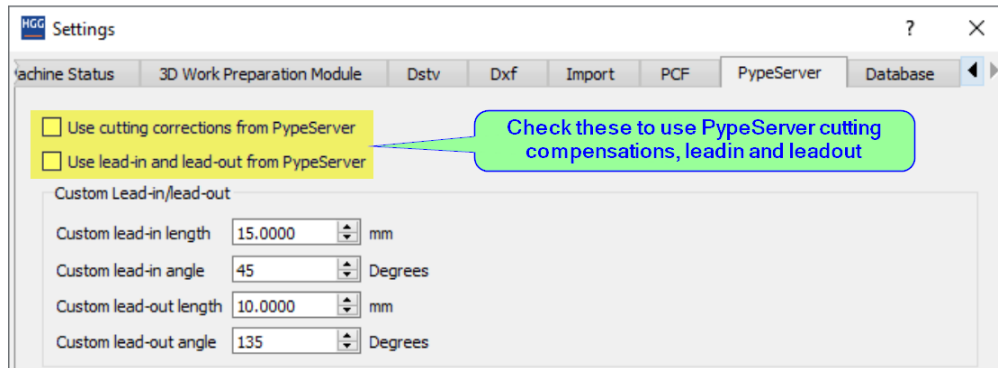 HGG Settings ? ×
achine Status 3D Work Preparation Module Dstv Dxf Import PCF PypeServer Database
Use cutting corrections from PypeServer
Use lead-in and lead-out from PypeServer
Check these to use PypeServer cutting
compensations, leadin and leadout
Custom Lead-in/lead-out
Custom lead-in length 15.0000 mm
Custom lead-in angle 45 Degrees
Custom lead-out length 10.0000 mm
Custom lead-out angle 135 Degrees